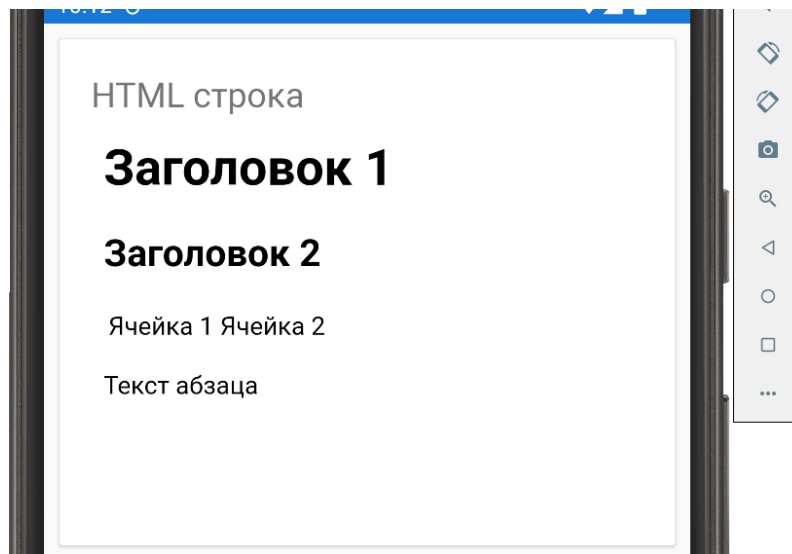 HTML строка
Заголовок 1
Заголовок 2
Ячейка 1 Ячейка 2
Текст абзаца